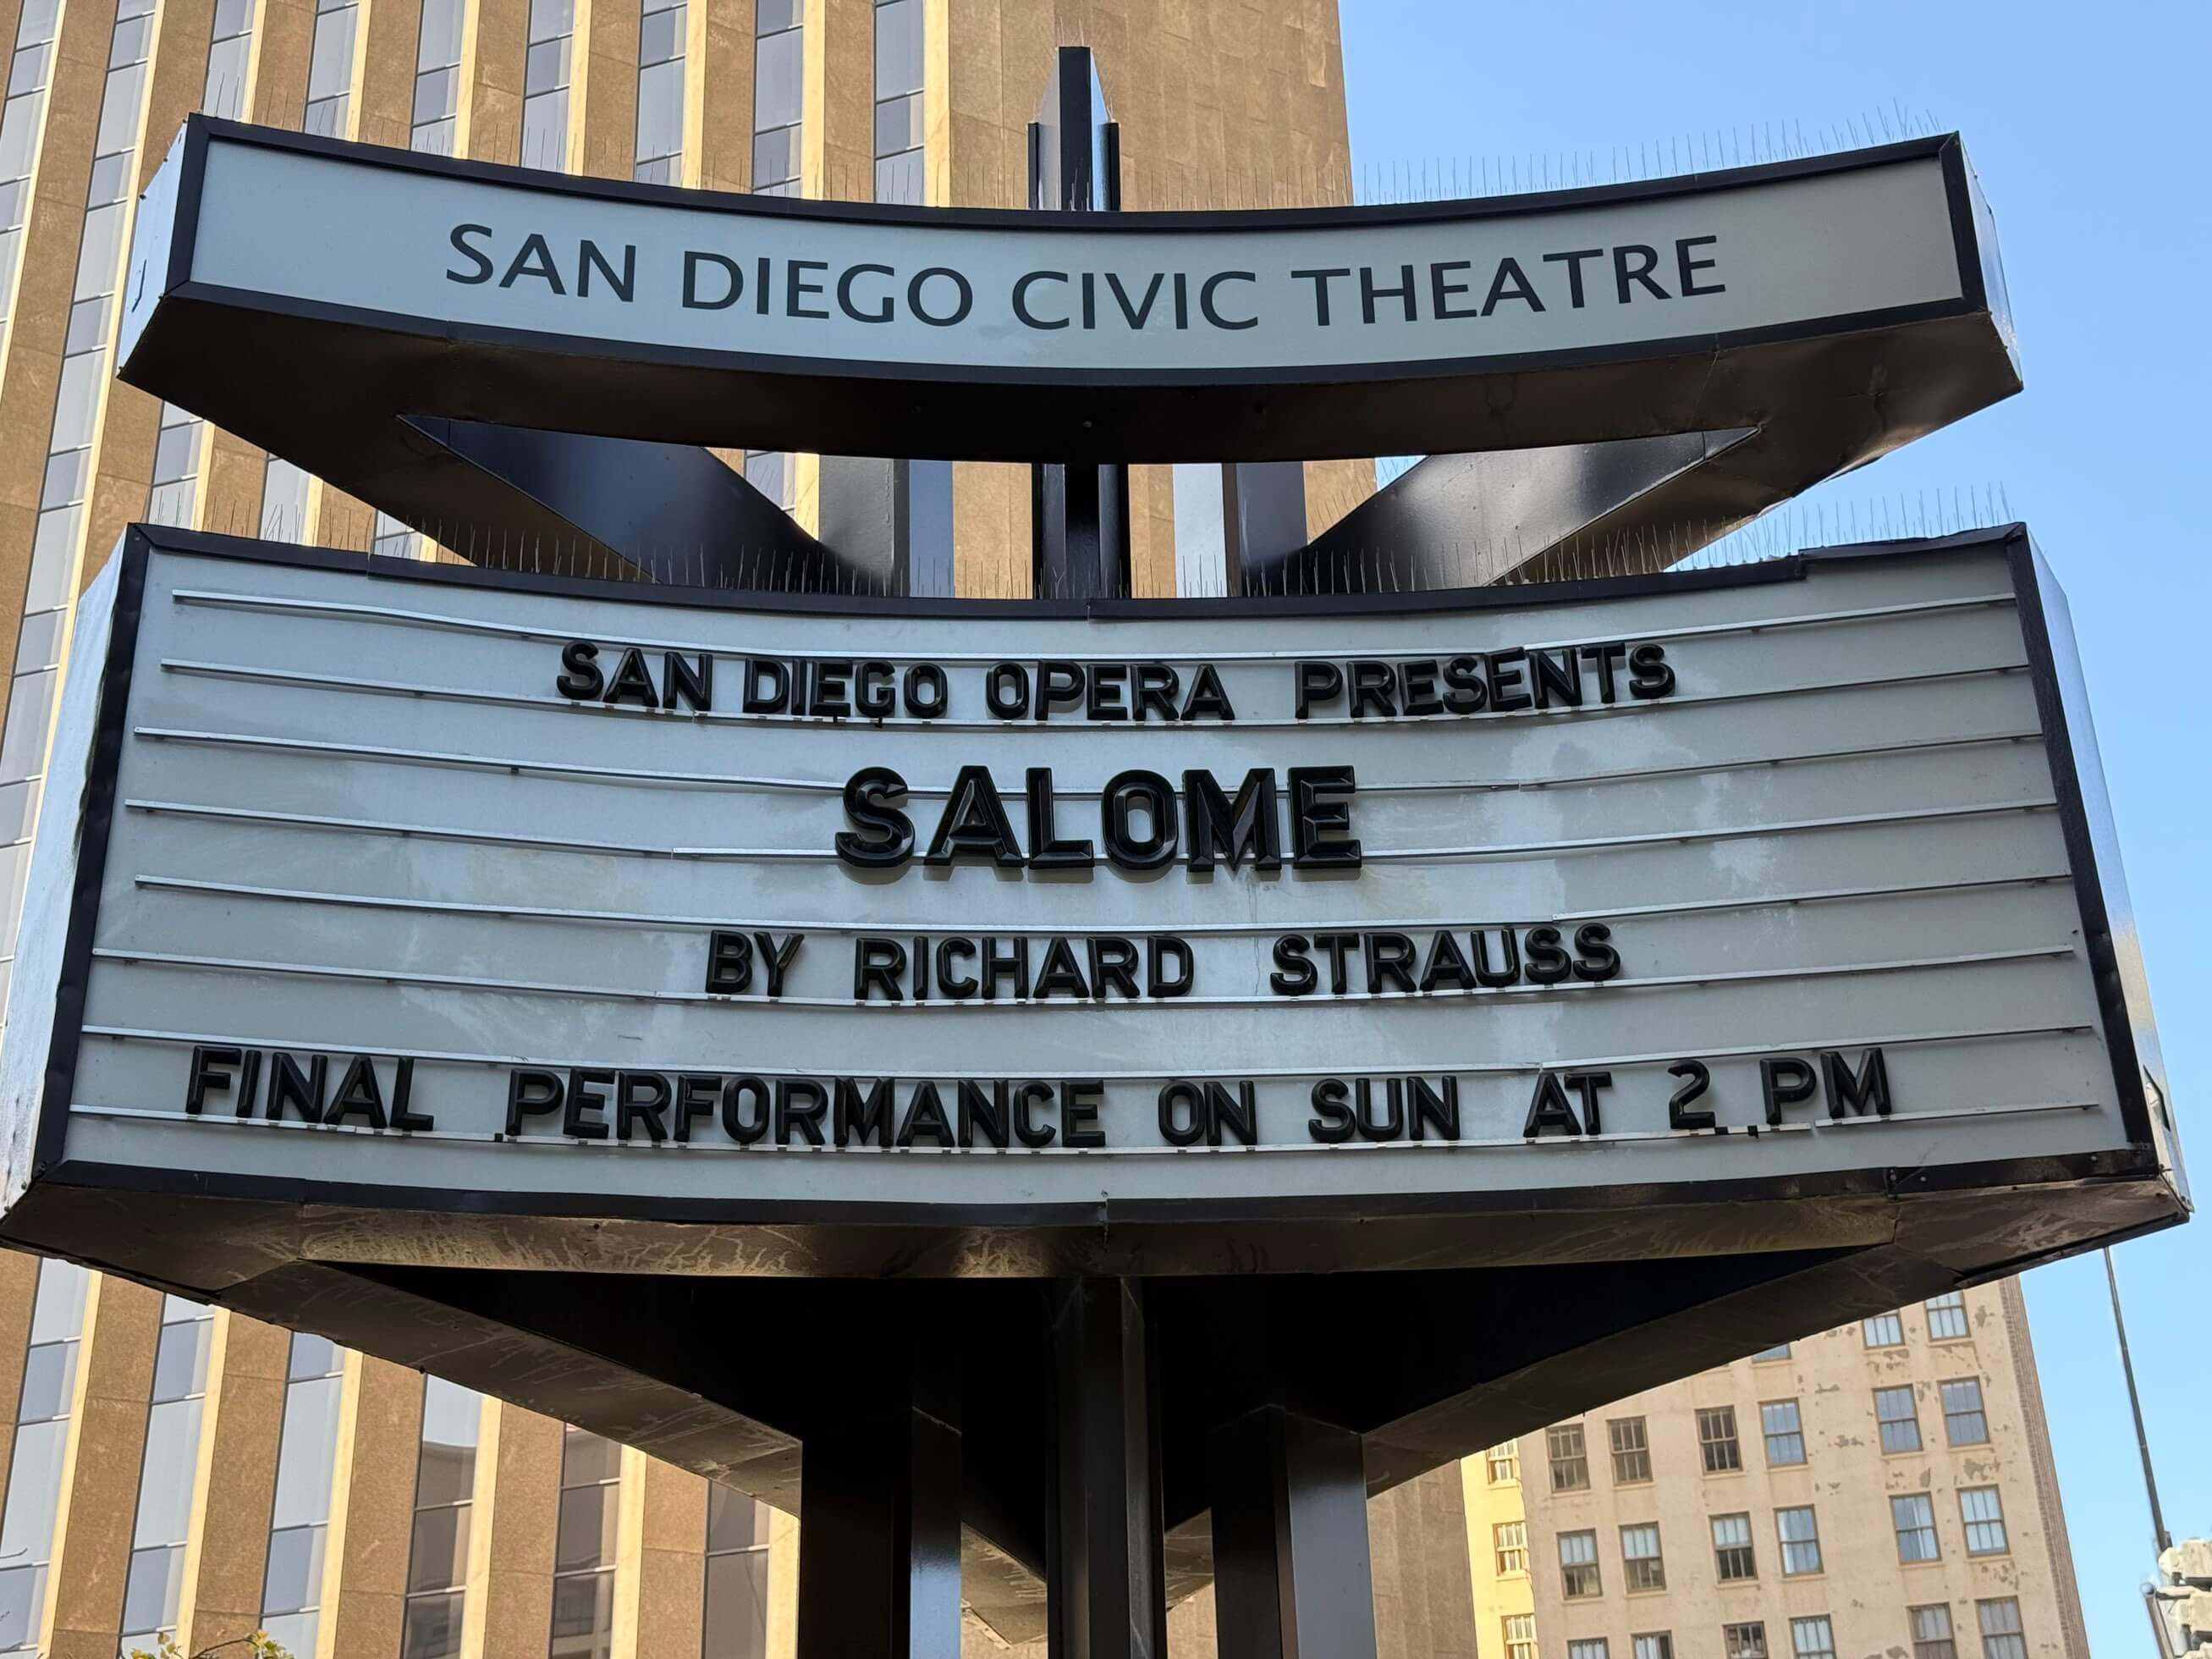 SAN DIEGO CIVIC THEATRE
SAN DIEGO OPERA PRESENTS
SALOME
BY RICHARD STRAUSS
FINAL PERFORMANCE ON SUN AT 2 PM